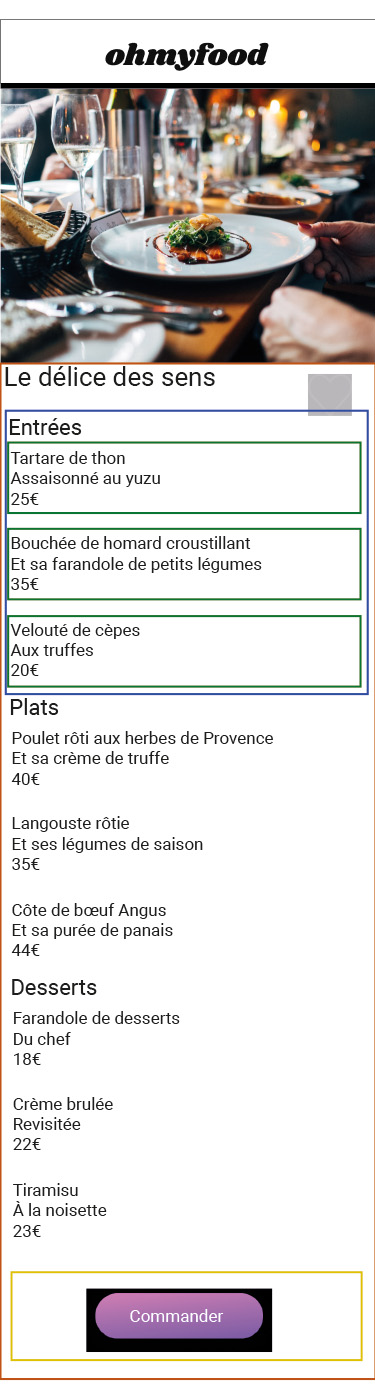 ohmyfood
Le délice des sens
Entrées
Tartare de thon
Assaisonné au yuzu
25€
Bouchée de homard croustillant
Et sa farandole de petits légumes
35€
Velouté de cèpes
Aux truffes
20€
Plats
Poulet rôti aux herbes de Provence
Et sa crème de truffe
40€
Langouste rôtie
Et ses légumes de saison
35€
Côte de bœuf Angus
Et sa purée de panais
44€
Desserts
Farandole de desserts
Du chef
18€
Crème brulée
Revisitée
22€
Tiramisu
À la noisette
23€
Commander